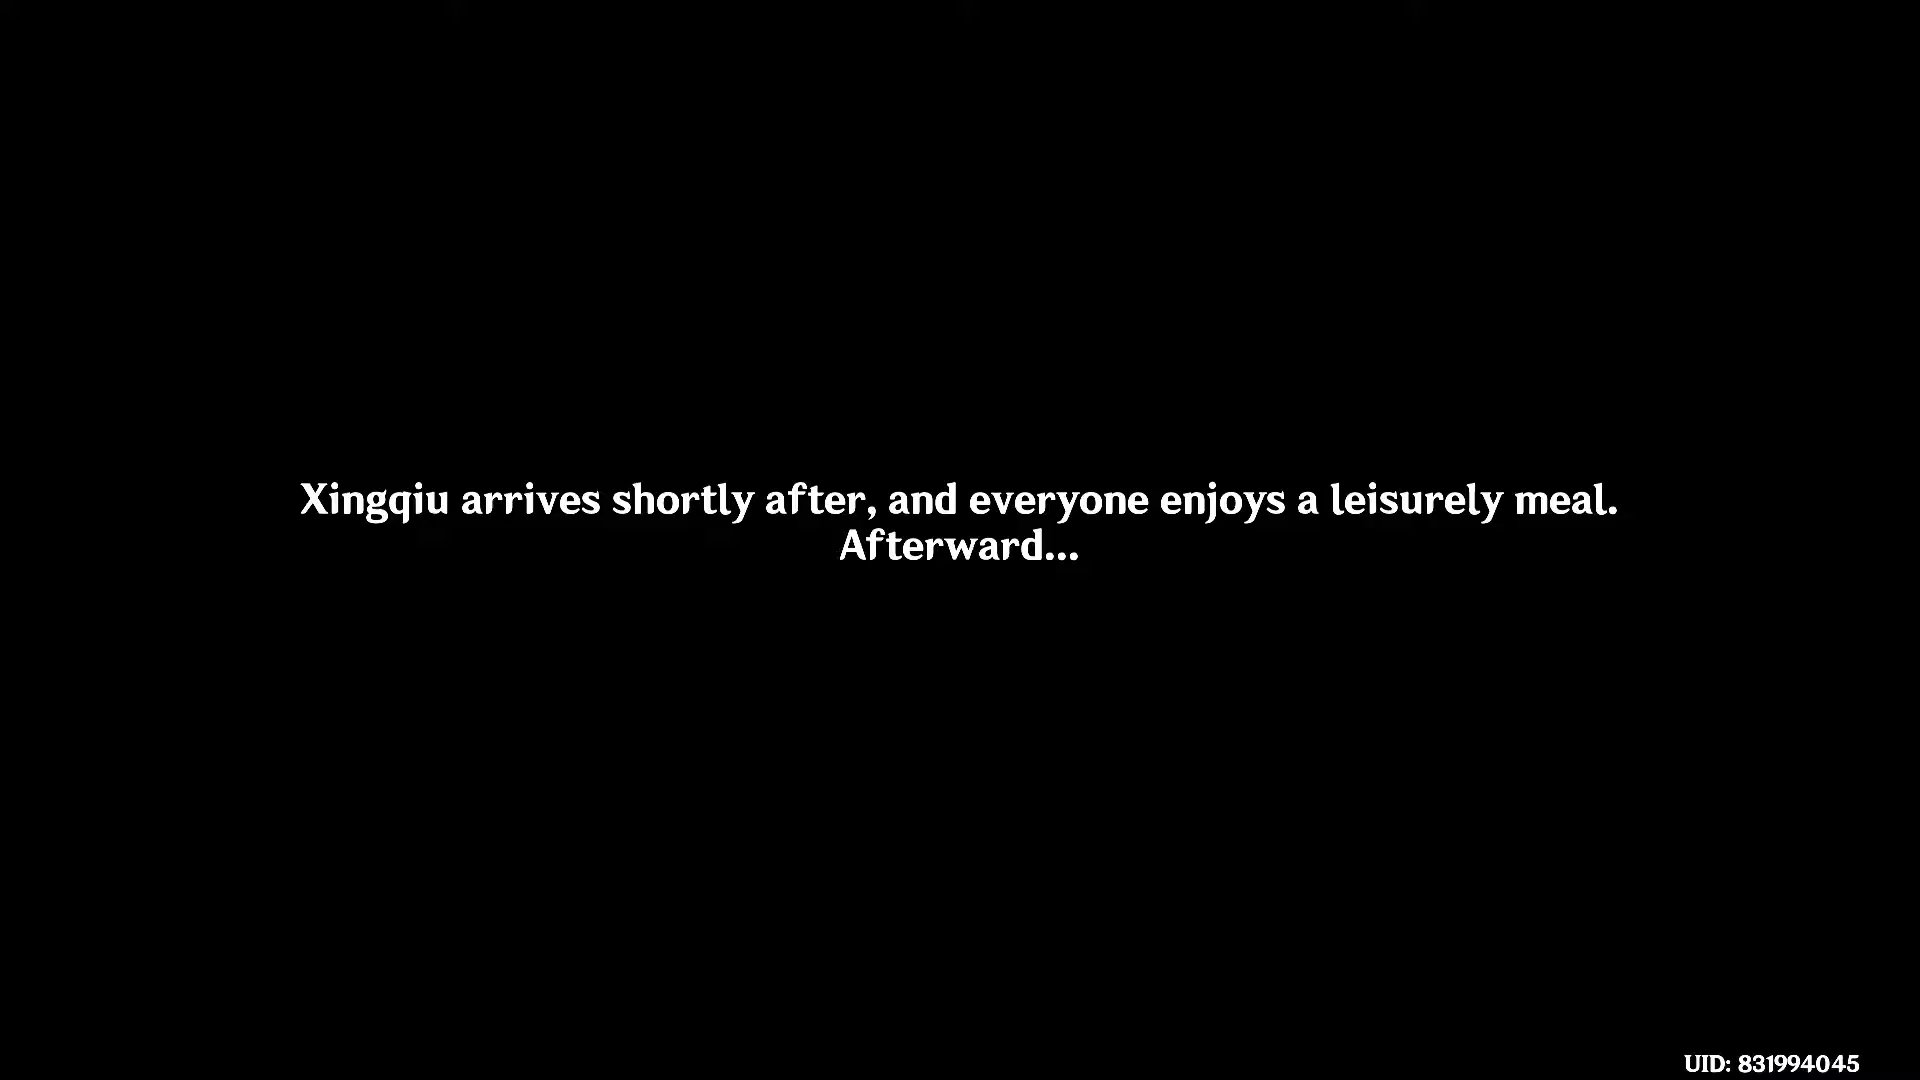 Xingqiu arrives shortly after, and everyone enjoys a leisurely meal.
Afterward...
UID: 831994045